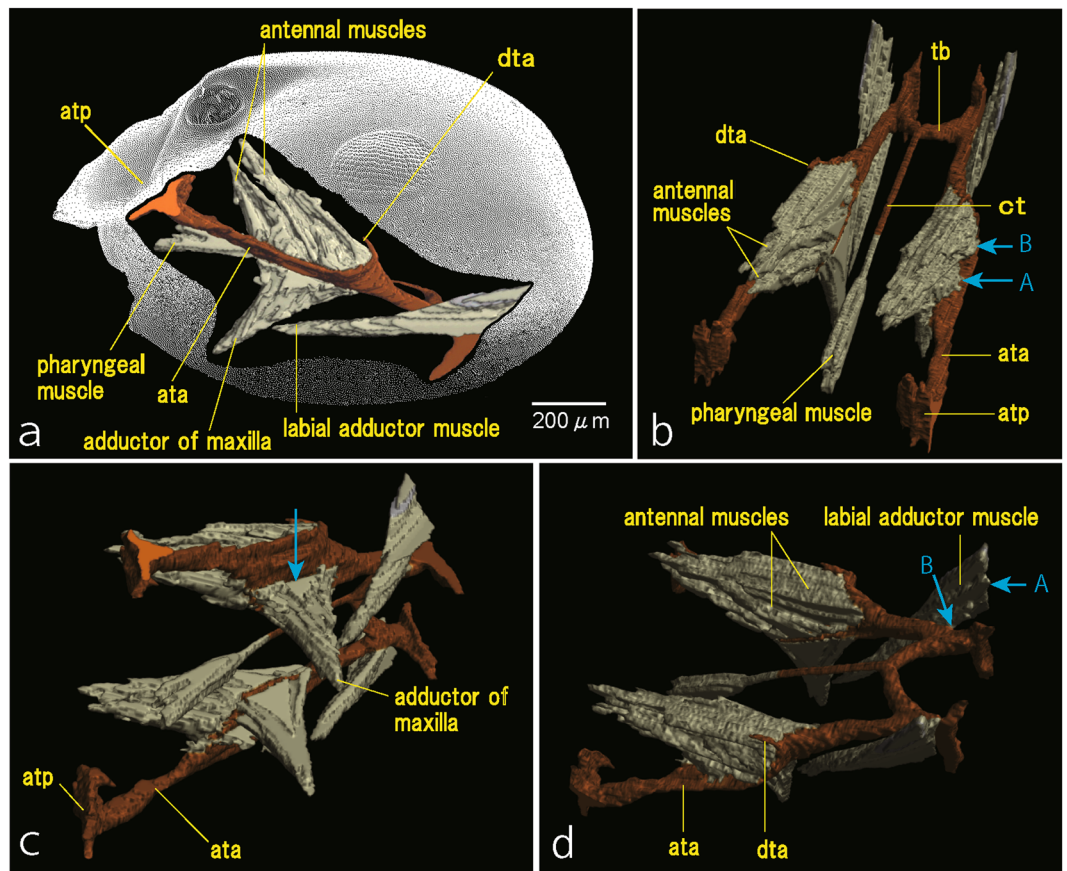 antennal muscles
dta
atp
pharyngeal
muscle
ata
adductor of maxilla
labial adductor muscle
200 μm
a
tb
dta
antennal
muscles
ct
B
A
ata
pharyngeal muscle
atp
b
adductor of
maxilla
atp
ata
c
antennal muscles
labial adductor muscle
B
A
ata
dta
d